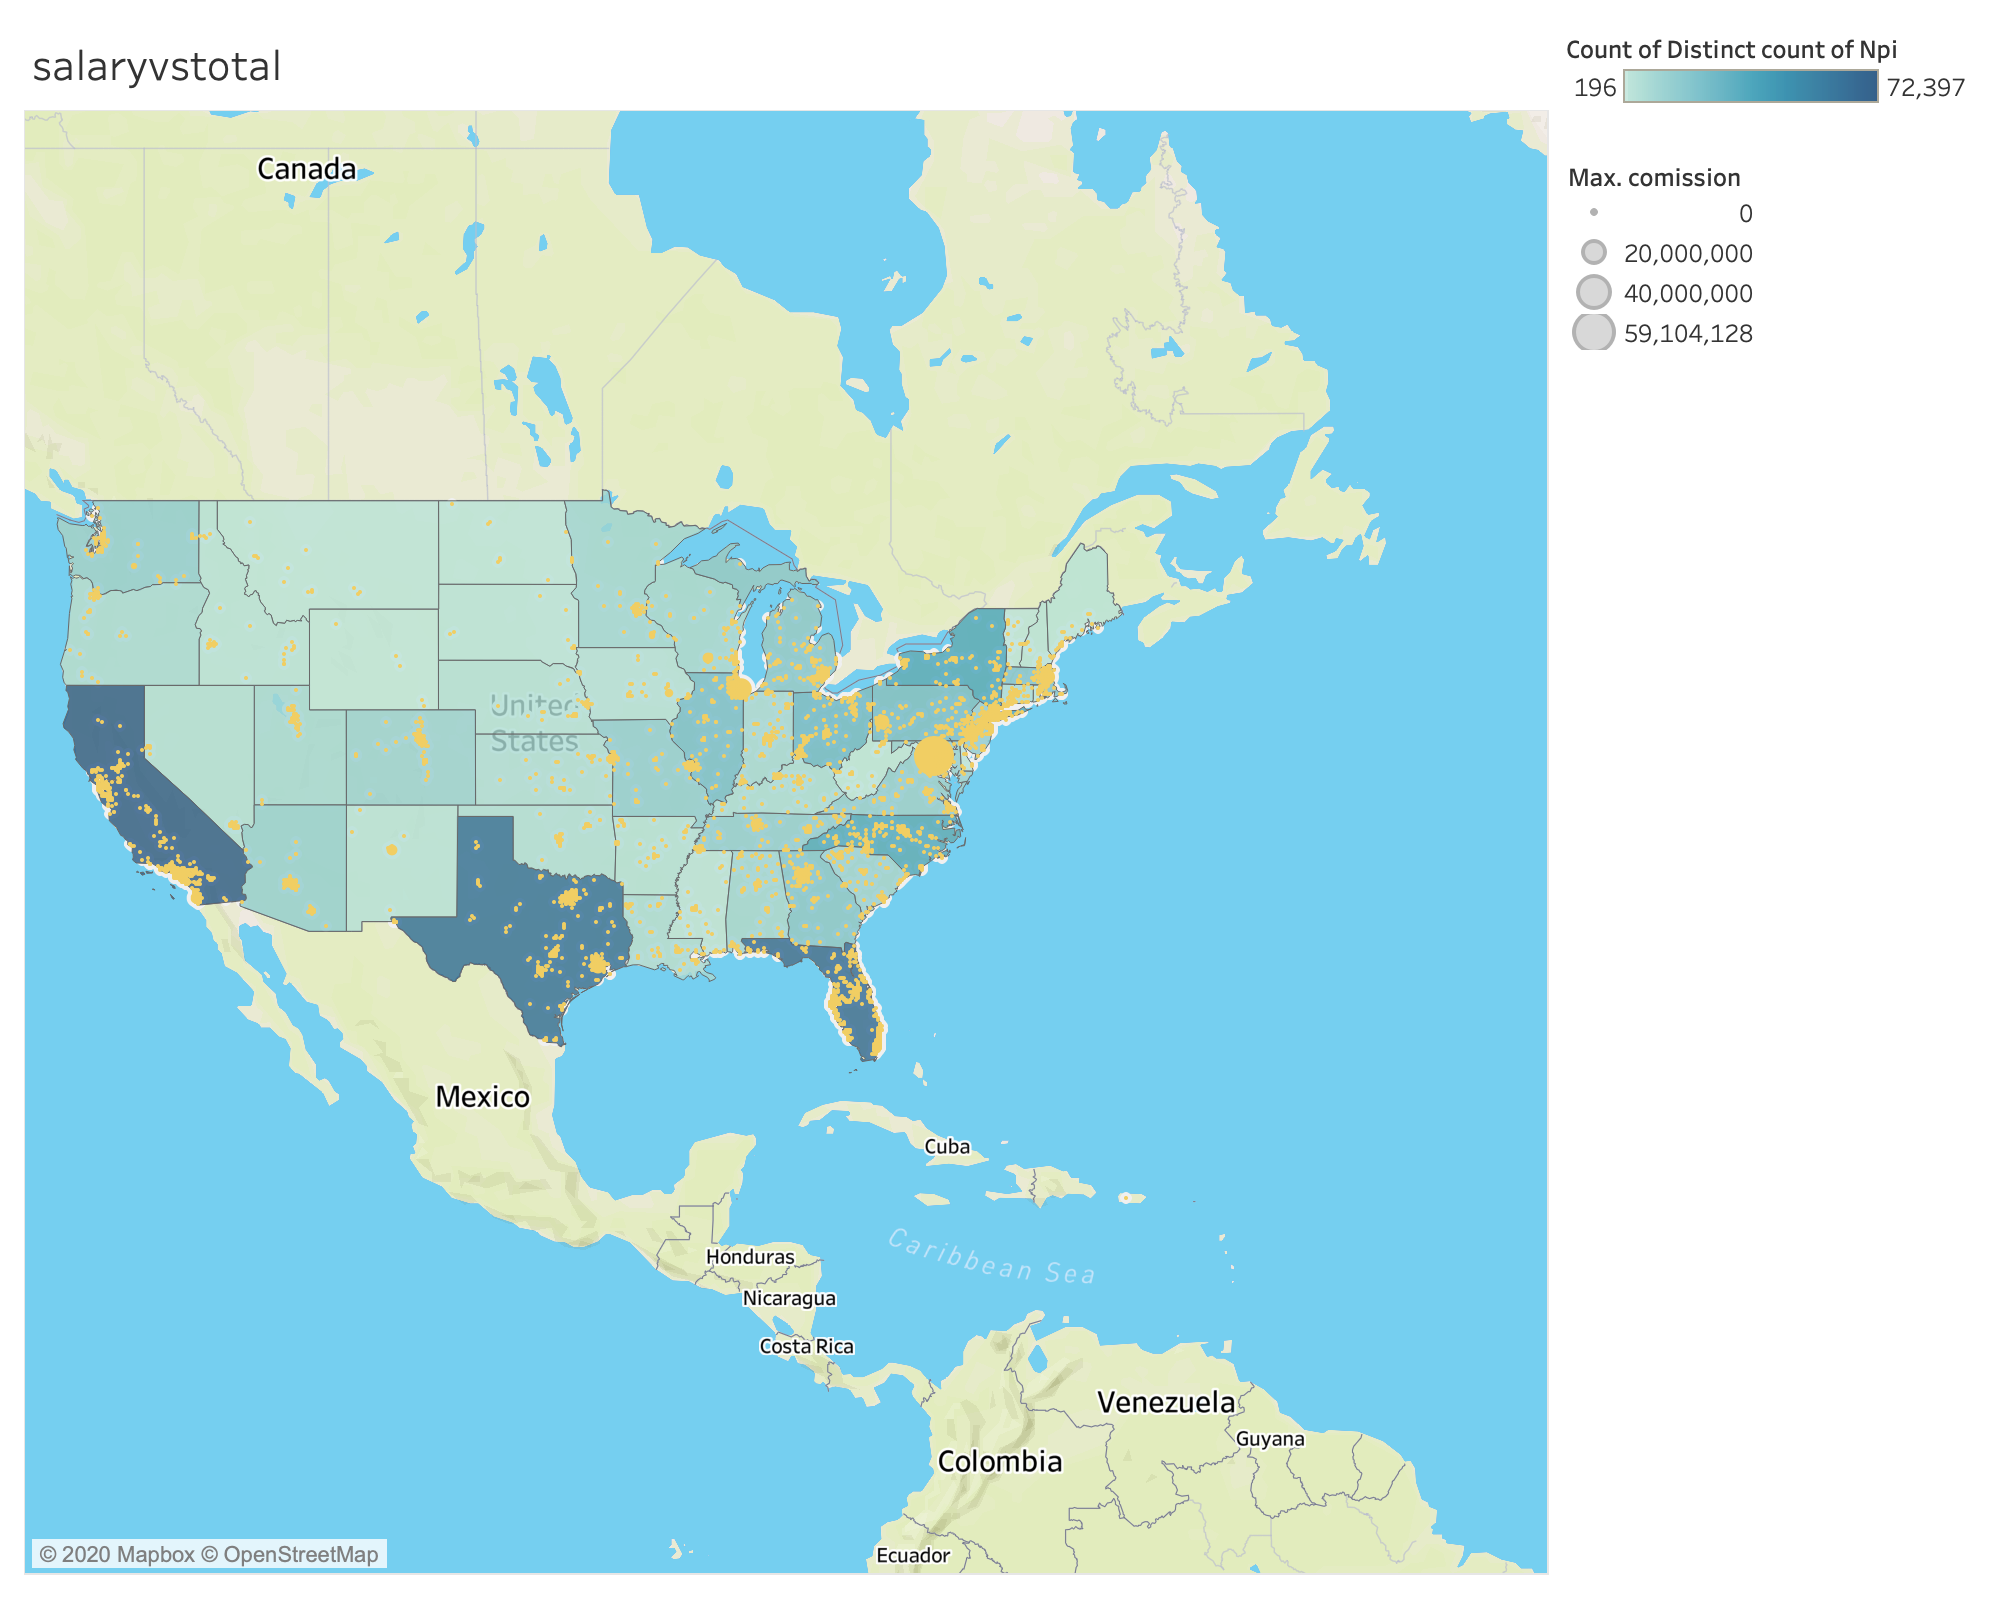 salaryvstotal
Count of Distinct count of Npi
196 72,397
Max. comission
0
20,000,000
40,000,000
59,104,128
Canada
United
States
Mexico
Cuba
Honduras
Caribbean Sea
Nicaragua
Costa Rica
Venezuela
Guyana
Colombia
Ecuador
© 2020 Mapbox © OpenStreetMap